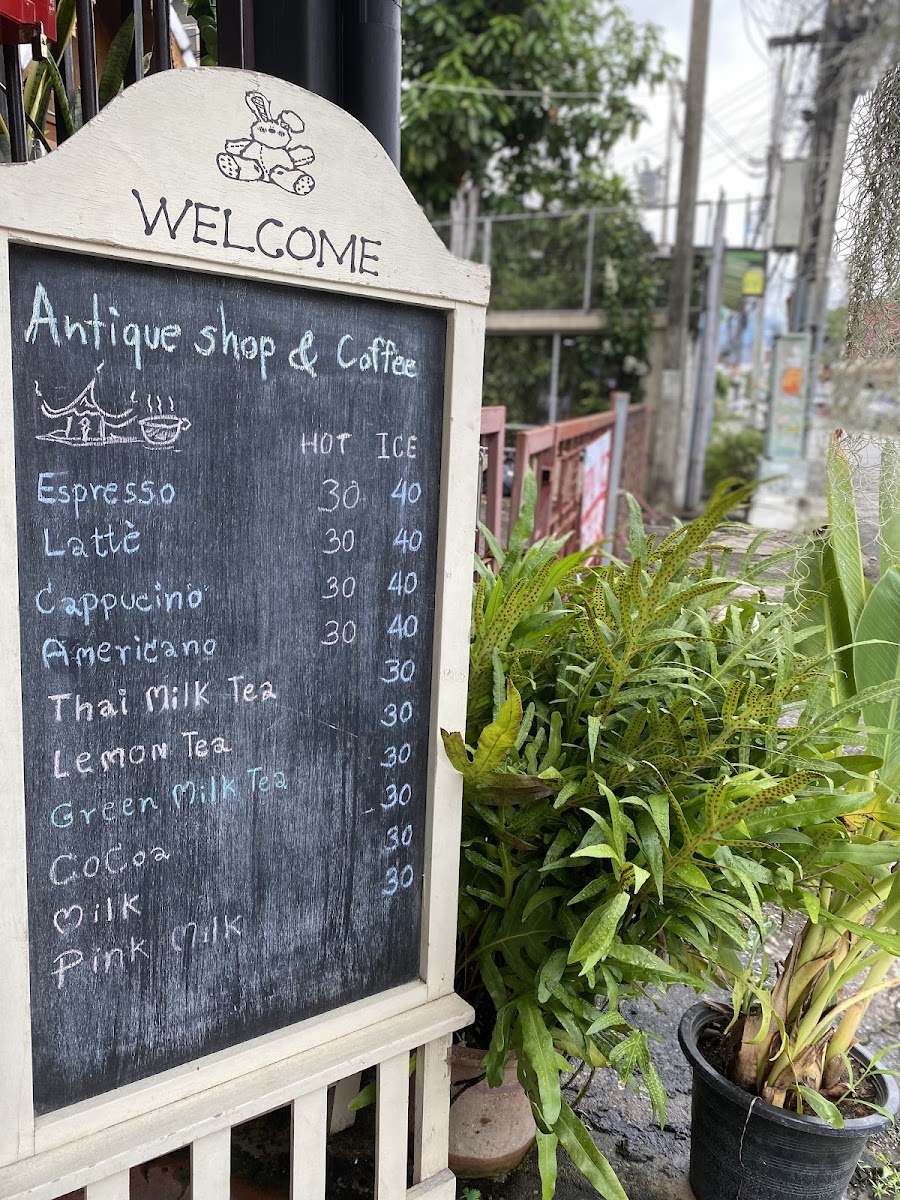 WELCOME
Antique shop & Coffee
HOT ICE
Espresso 30 40
Lattè 30 40
Cappucino 30 40
Americano 30 40
Thai Milk Tea 30
Lemon Tea 30
Green Milk Tea 30
CoCoa 30
Milk 30
Pink Milk 30